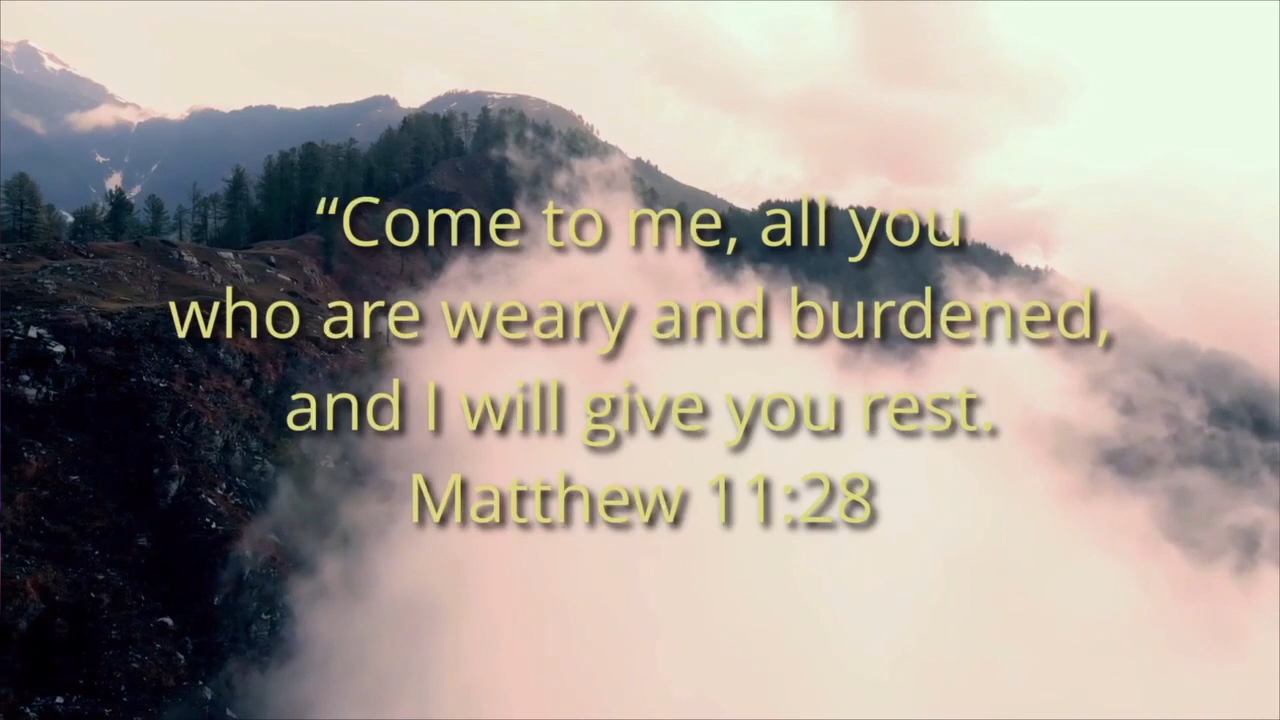 “Come to me, all you
who are weary and burdened,
and I will give you rest.
Matthew 11:28